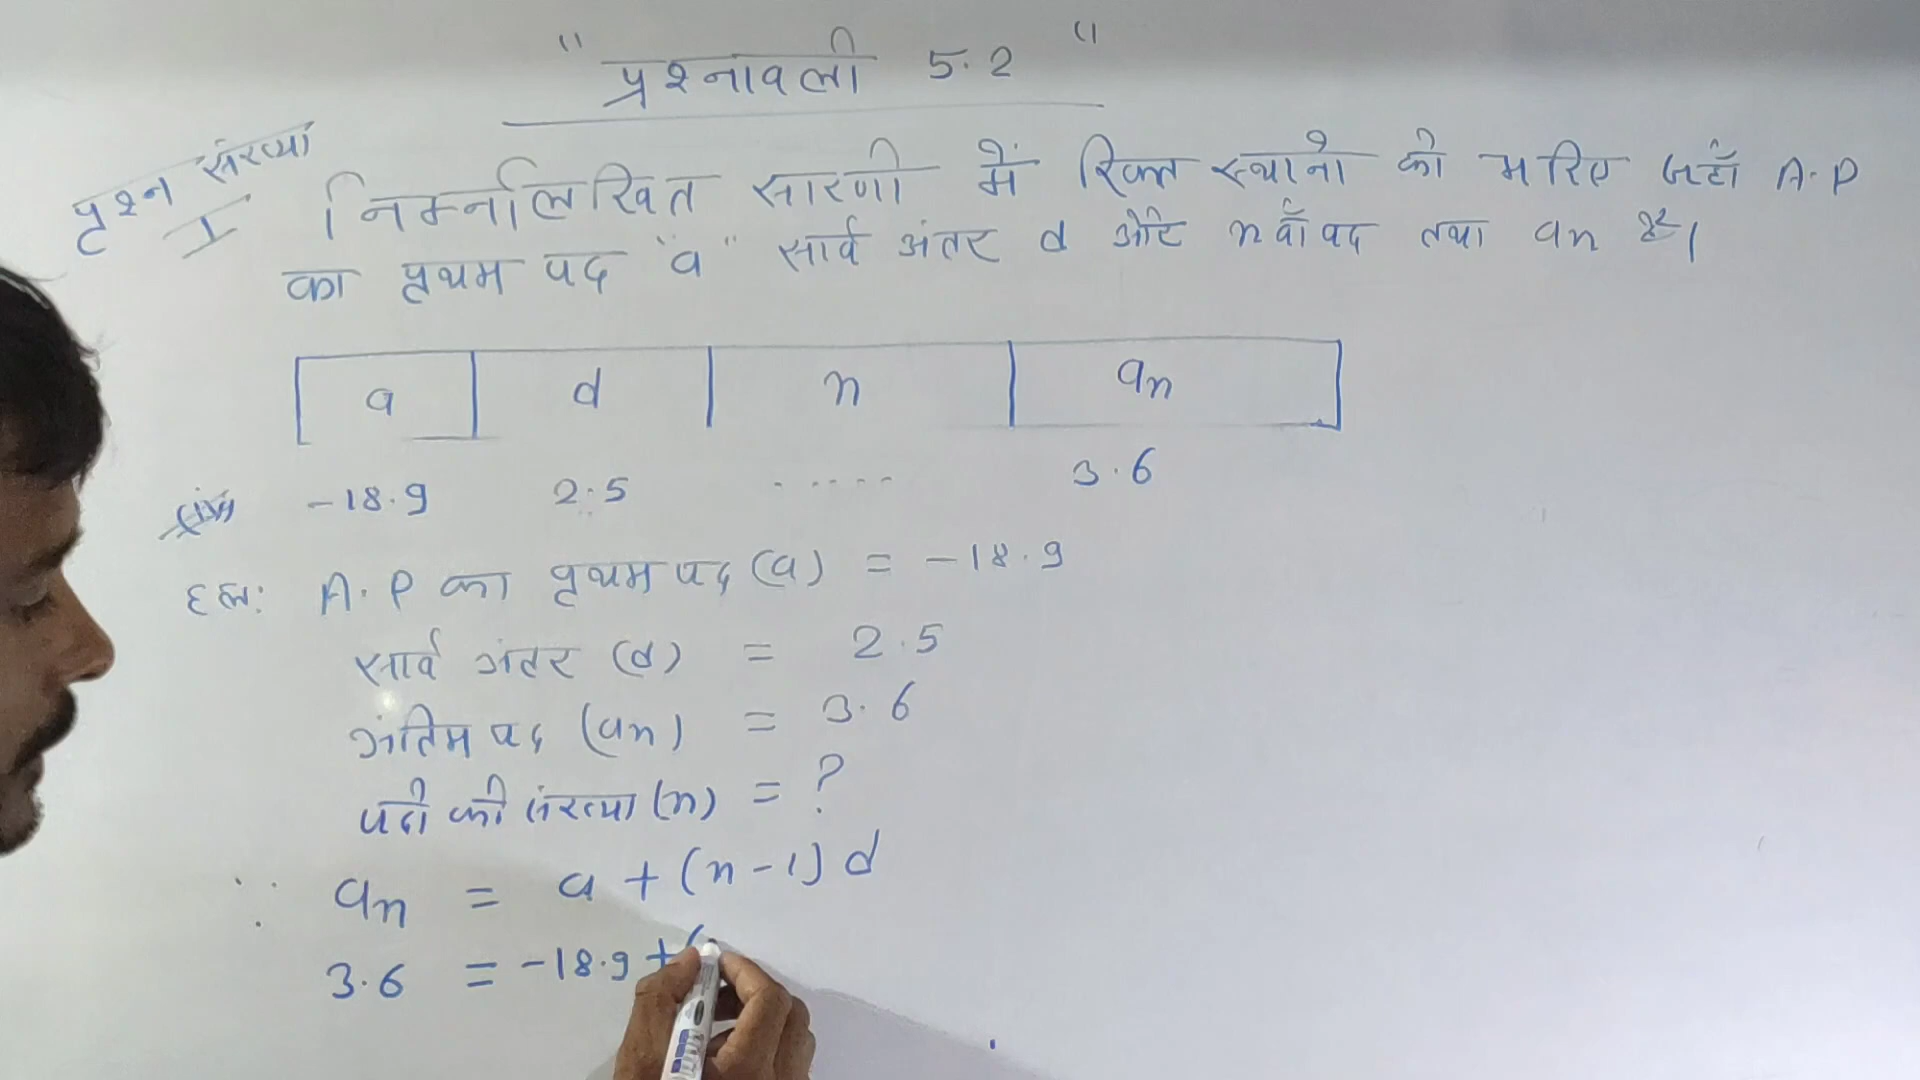 " प्रश्नावली 5.2 "
प्रश्न संख्या
I निम्नलिखित सारणी में रिक्त स्थानो को भरिए जहाँ A.P
का प्रथम पद "a" सार्व अंतर d और n वाँ पद तथा an है।
a d n an
-18.9 2.5 ..... 3.6
हल: A.P का प्रथम पद (a) = -18.9
सार्व अंतर (d) = 2.5
अंतिम पद (an) = 3.6
पदो की संख्या (n) = ?
∵ an = a + (n-1) d
3.6 = -18.9 + (